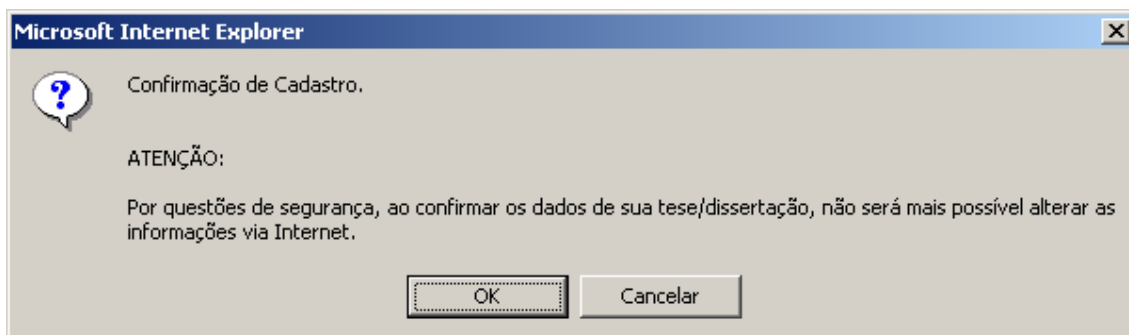 Microsoft Internet Explorer
Confirmação de Cadastro.
ATENÇÃO:
Por questões de segurança, ao confirmar os dados de sua tese/dissertação, não será mais possível alterar as
informações via Internet.
OK
Cancelar